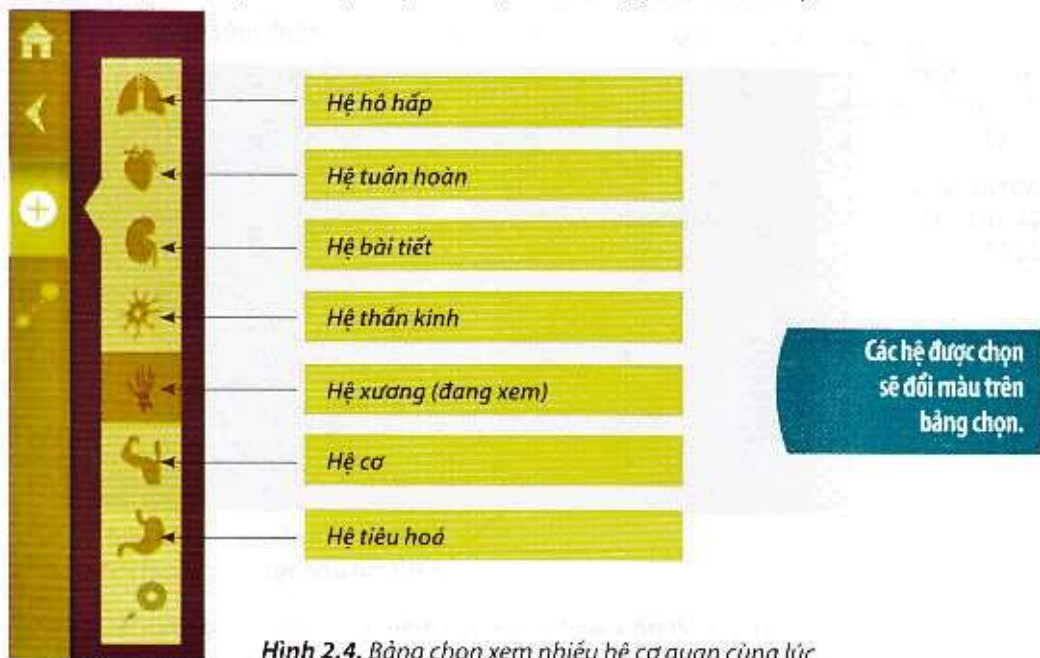 Hệ hô hấp
Hệ tuần hoàn
Hệ bài tiết
Hệ thần kinh
Hệ xương (đang xem)
Hệ cơ
Hệ tiêu hoá
Các hệ được chọn
sẽ đổi màu trên
bảng chọn.
Hình 2.4. Bảng chọn xem nhiều hệ cơ quan cùng lúc